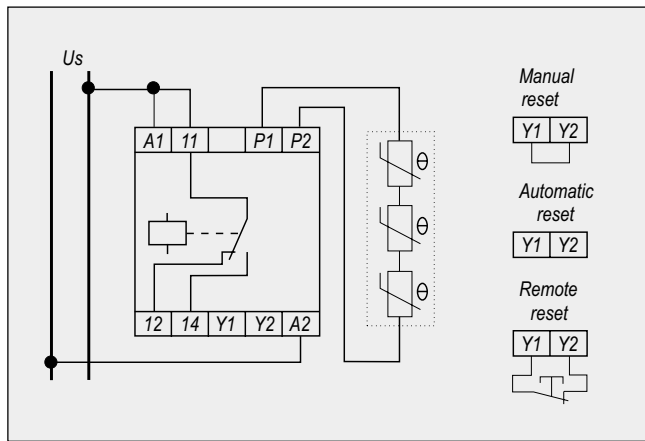 Us
A1 11 P1 P2
12 14 Y1 Y2 A2
θ
θ
θ
Manual
reset
Y1 Y2
Automatic
reset
Y1 Y2
Remote
reset
Y1 Y2